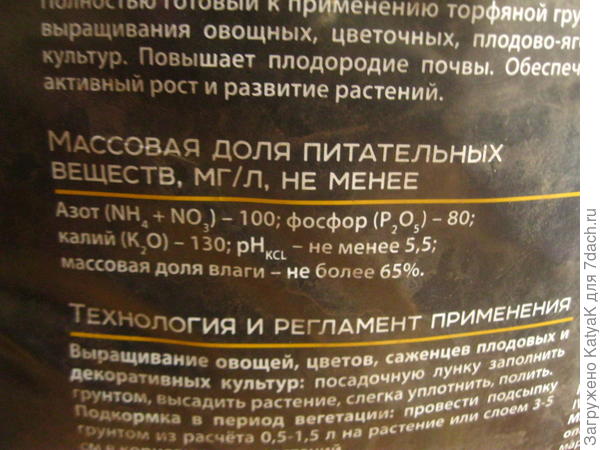 Полностью готовый к применению торфяной гру
выращивания овощных, цветочных, плодово-яг
культур. Повышает плодородие почвы. Обеспеч
активный рост и развитие растений.
МАССОВАЯ ДОЛЯ ПИТАТЕЛЬНЫХ
ВЕЩЕСТВ, МГ/Л, НЕ МЕНЕЕ
Азот (NH4 + NO3) – 100; фосфор (P2O5) – 80;
калий (K2O) – 130; pHKCL – не менее 5,5;
массовая доля влаги – не более 65%.
ТЕХНОЛОГИЯ И РЕГЛАМЕНТ ПРИМЕНЕНИЯ
Выращивание овощей, цветов, саженцев плодовых и
декоративных культур: посадочную лунку заполнить
грунтом, высадить растение, слегка уплотнить, полить.
Подкормка в период вегетации: провести подсыпку
грунтом из расчёта 0,5-1,5 л на растение или слоем 3-5
Загружено KatyaK для 7dach.ru